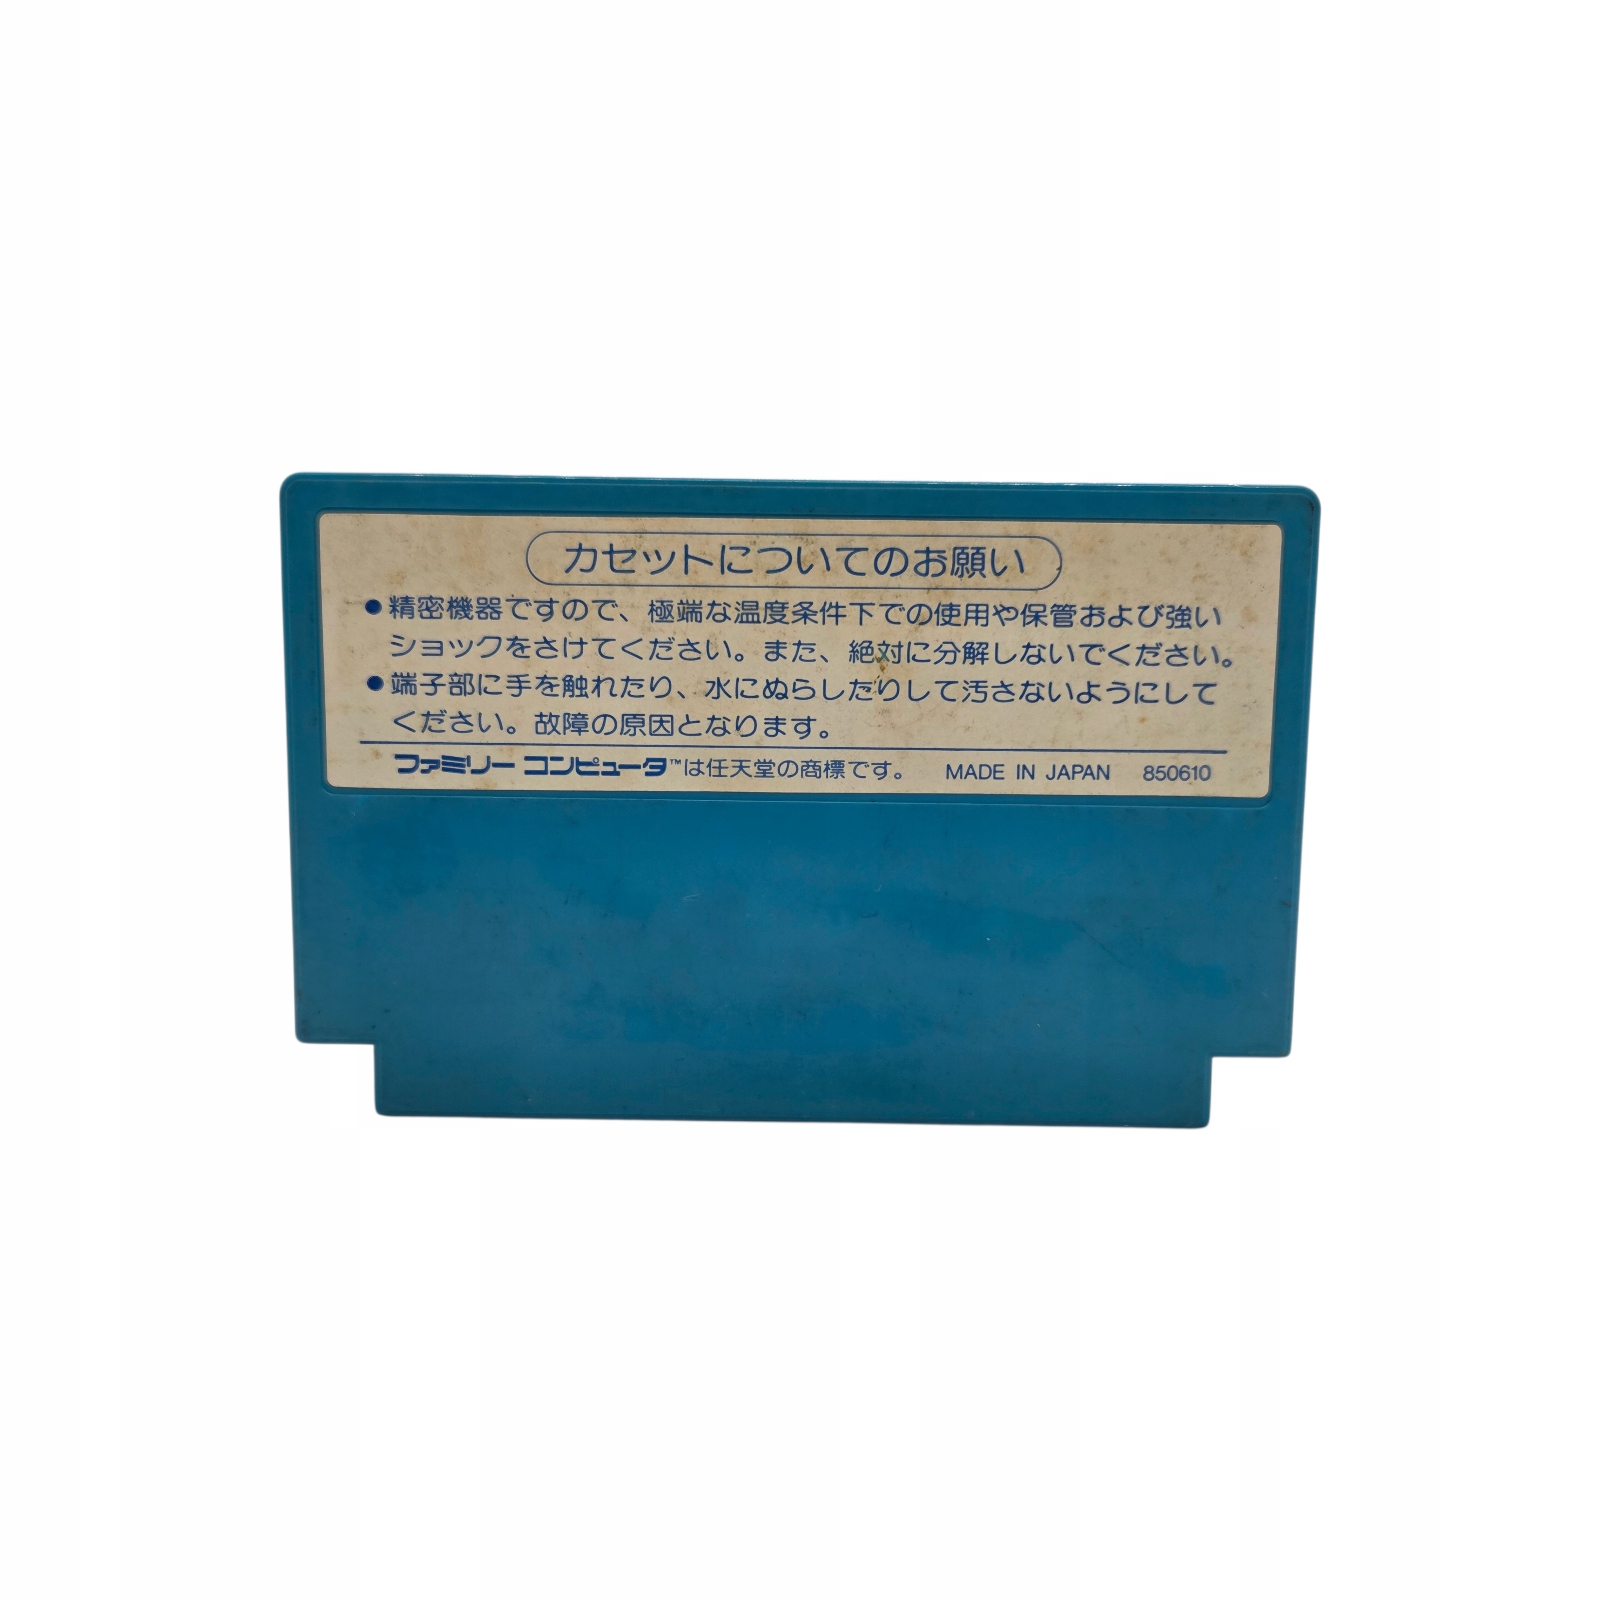 カセットについてのお願い
●精密機器ですので、極端な温度条件下での使用や保管および強い
ショックをさけてください。また、絶対に分解しないでください。
●端子部に手を触れたり、水にぬらしたりして汚さないようにして
ください。故障の原因となります。
ファミリー コンピュータ™は任天堂の商標です。 MADE IN JAPAN 850610